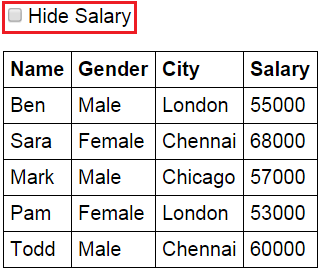 Hide Salary
Name Gender City Salary
Ben Male London 55000
Sara Female Chennai 68000
Mark Male Chicago 57000
Pam Female London 53000
Todd Male Chennai 60000